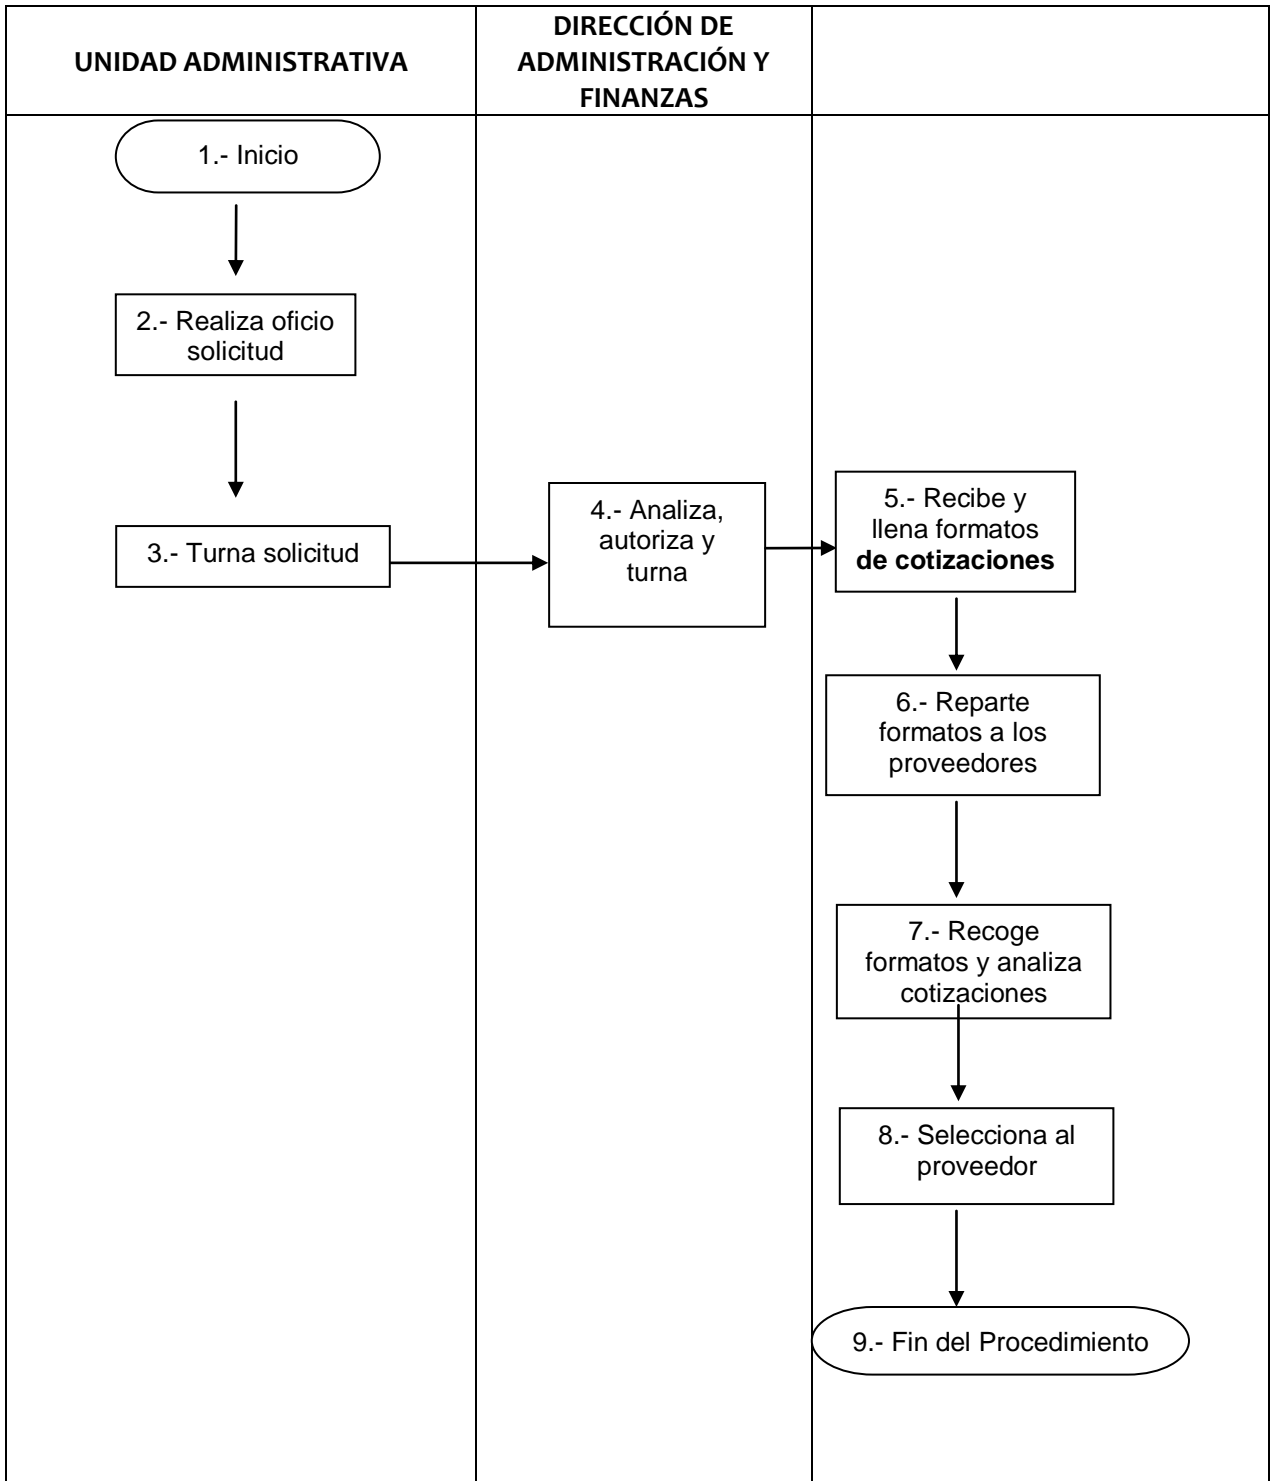 UNIDAD ADMINISTRATIVA
DIRECCIÓN DE
ADMINISTRACIÓN Y
FINANZAS
1.- Inicio
2.- Realiza oficio
solicitud
3.- Turna solicitud
4.- Analiza,
autoriza y
turna
5.- Recibe y
llena formatos
de cotizaciones
6.- Reparte
formatos a los
proveedores
7.- Recoge
formatos y analiza
cotizaciones
8.- Selecciona al
proveedor
9.- Fin del Procedimiento